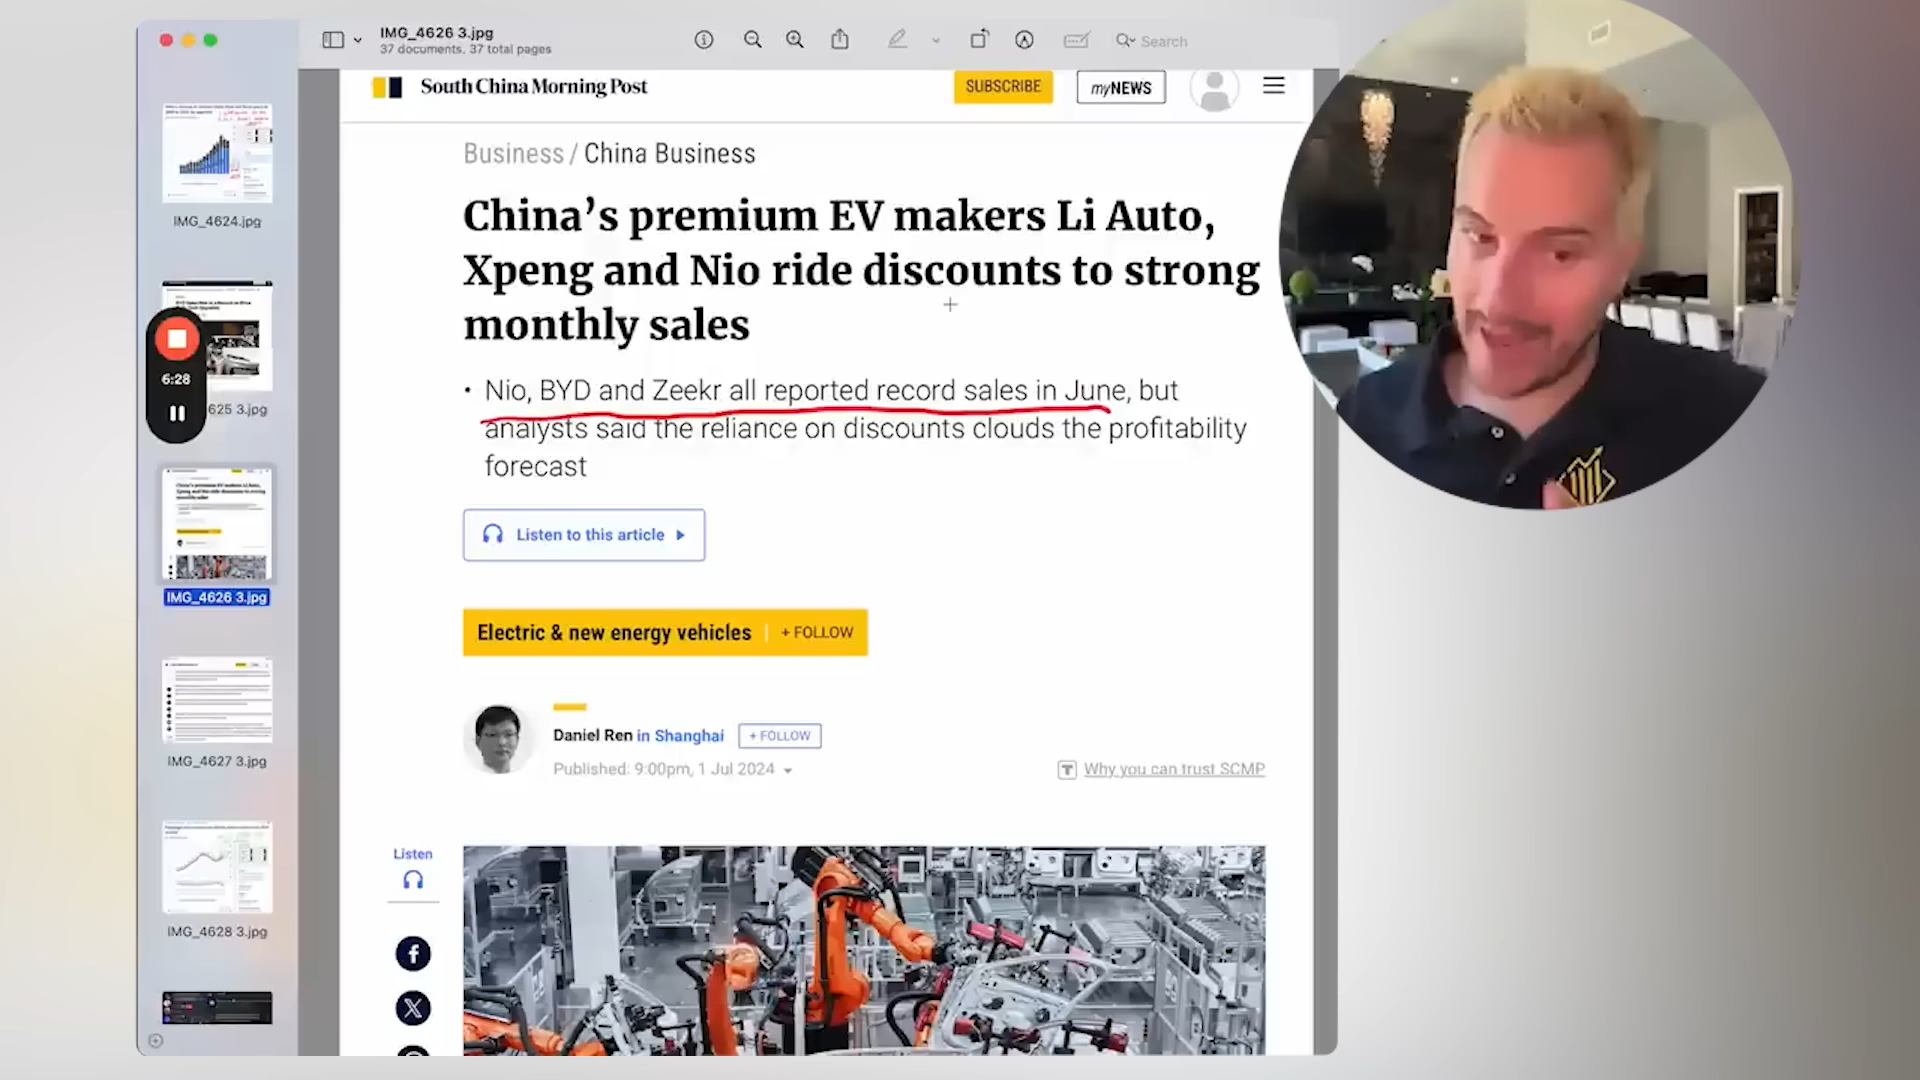 IMG_4626 3.jpg
37 documents, 37 total pages
Search
South China Morning Post
SUBSCRIBE
myNEWS
Business / China Business
China's premium EV makers Li Auto,
Xpeng and Nio ride discounts to strong
monthly sales
• Nio, BYD and Zeekr all reported record sales in June, but
analysts said the reliance on discounts clouds the profitability
forecast
Listen to this article
Electric & new energy vehicles
+ FOLLOW
Daniel Ren in Shanghai
+ FOLLOW
Published: 9:00pm, 1 Jul 2024
Why you can trust SCMP
Listen
IMG_4624.jpg
6:28
625 3.jpg
IMG_4626 3.jpg
IMG_4627 3.jpg
IMG_4628 3.jpg